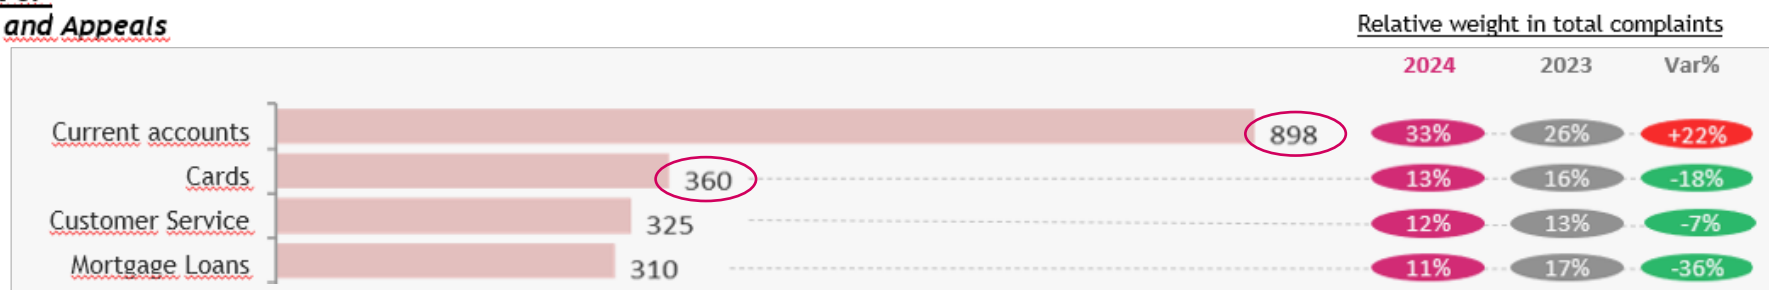 and Appeals
Relative weight in total complaints
2024 2023 Var%
Current accounts 898 33% 26% +22%
Cards 360 13% 16% -18%
Customer Service 325 12% 13% -7%
Mortgage Loans 310 11% 17% -36%